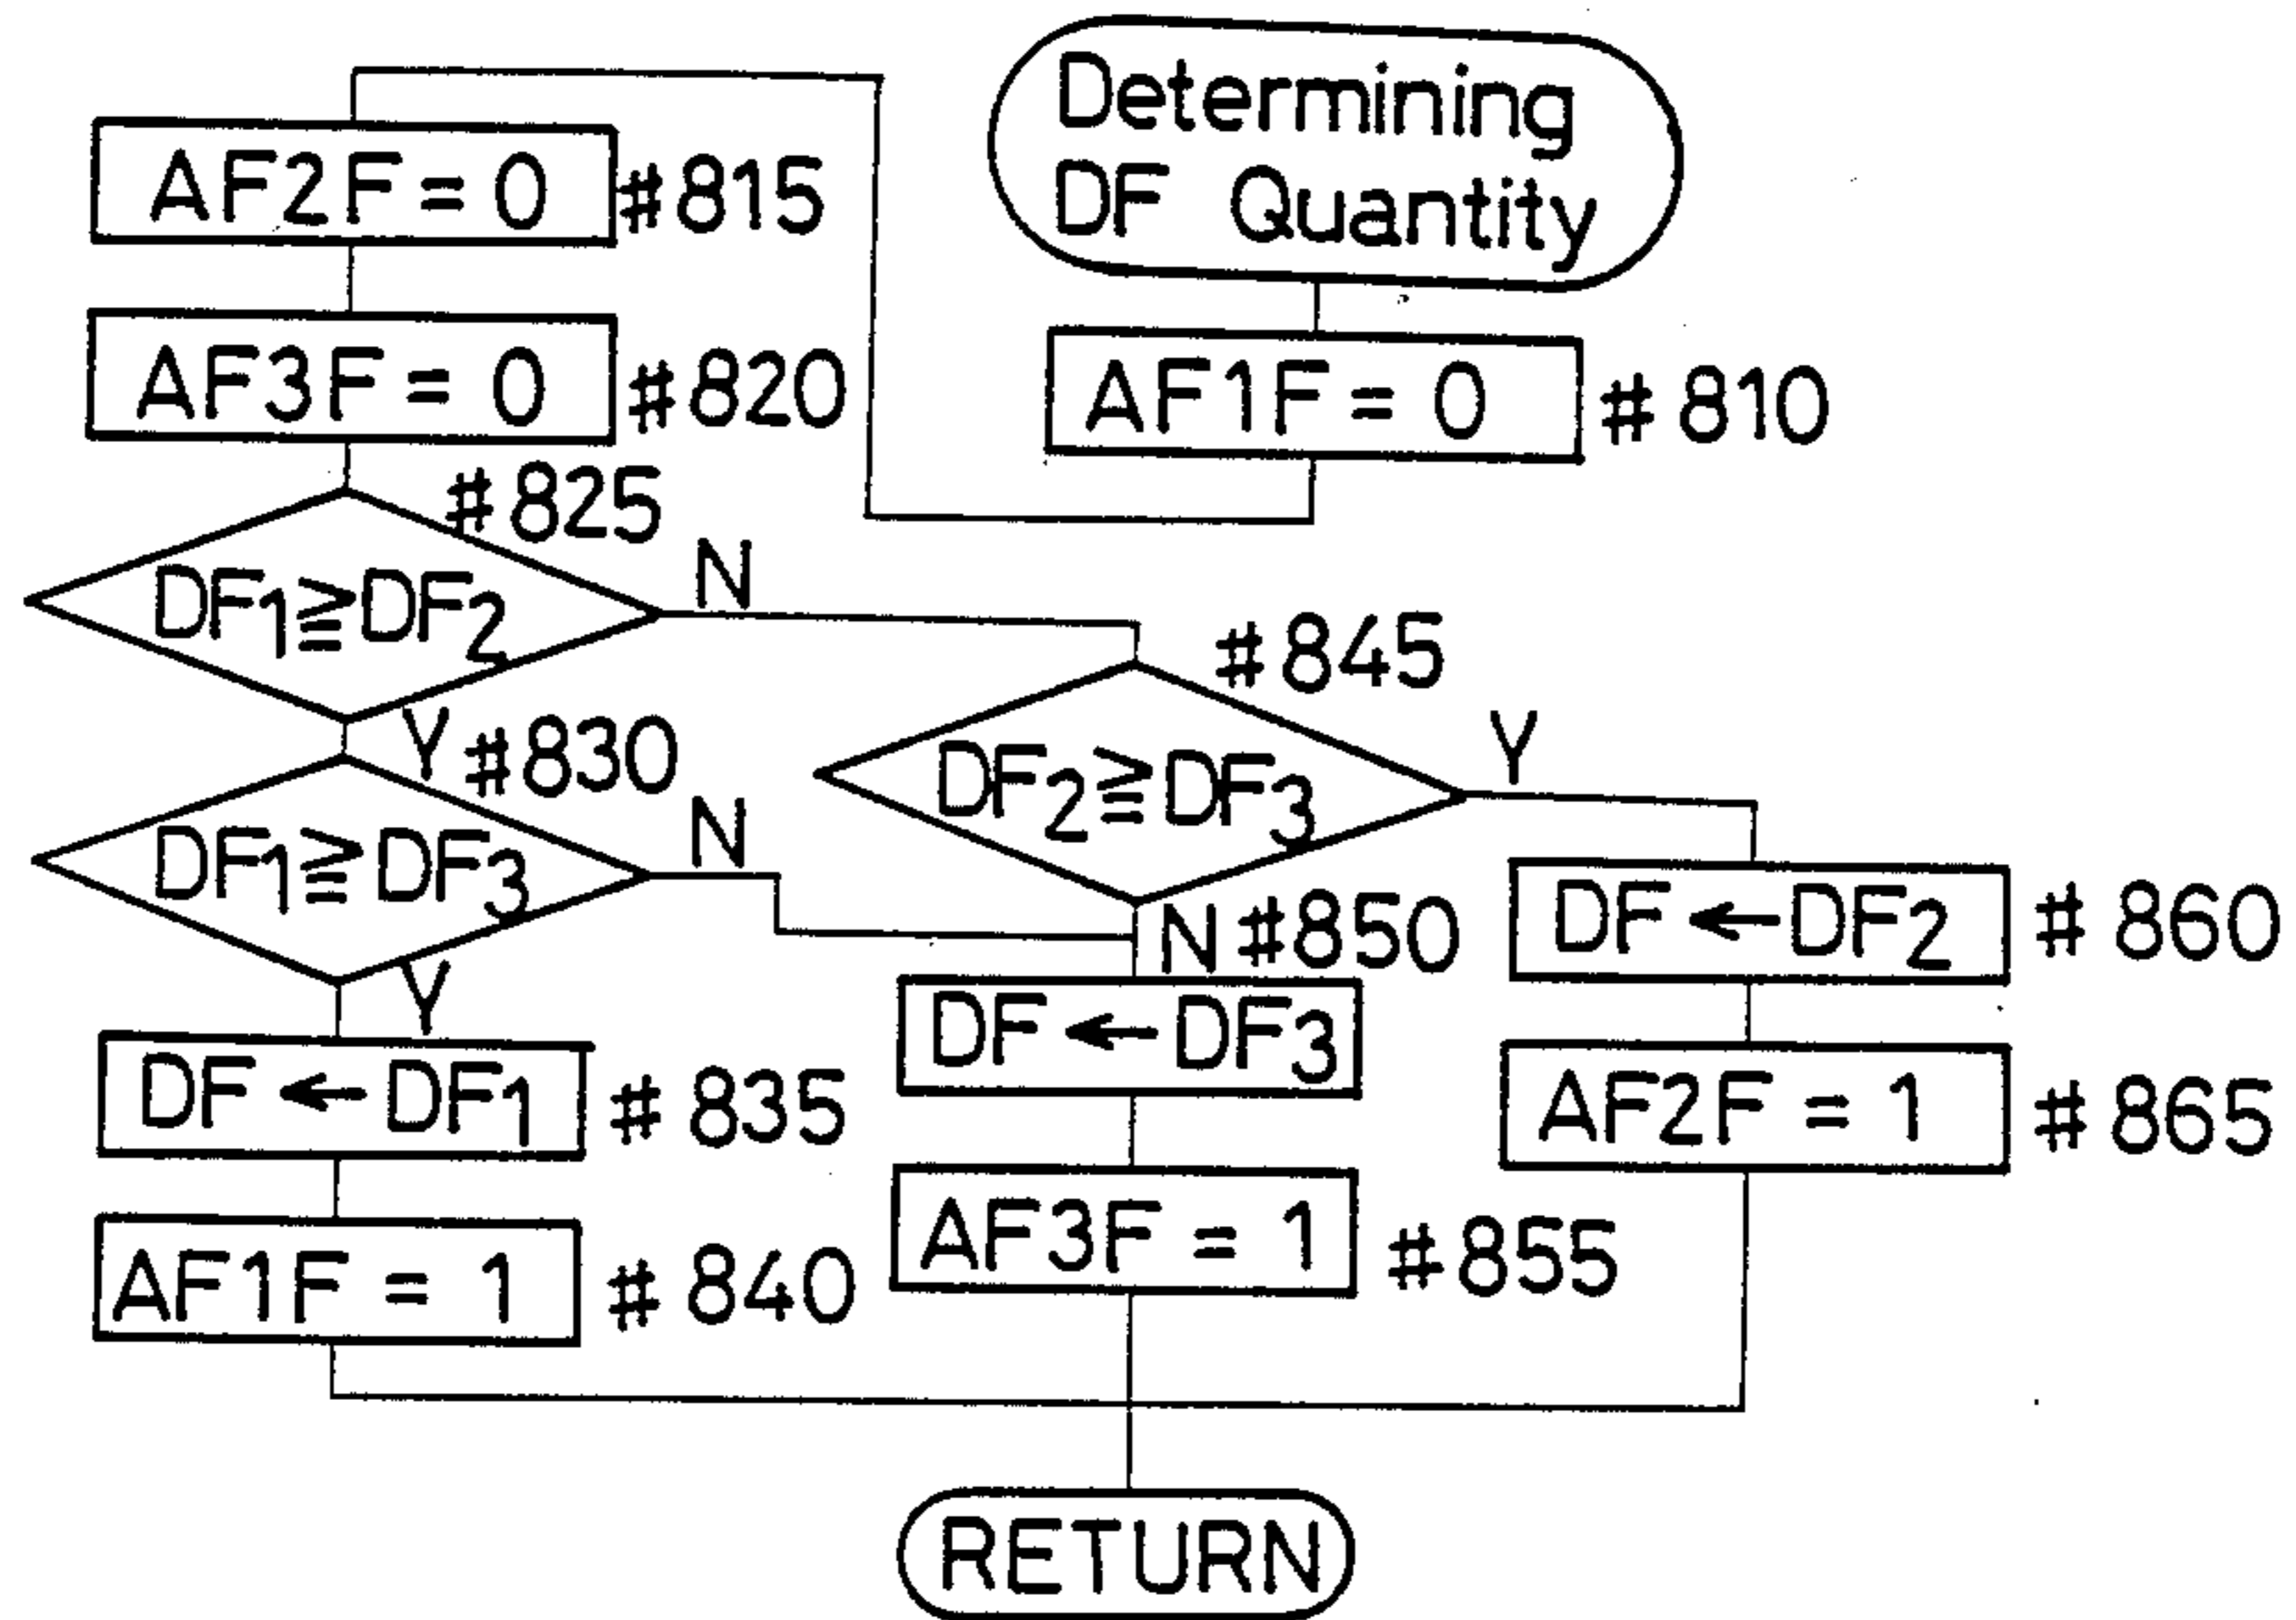 Determining
DF Quantity
AF1F = 0 #810
AF2F = 0 #815
AF3F = 0 #820
#825
DF1≧DF2
N
Y
#830
DF1≧DF3
N
Y
DF ← DF1 #835
AF1F = 1 #840
#845
DF2≧DF3
Y
N
#850
DF ← DF3
AF3F = 1 #855
DF ← DF2 #860
AF2F = 1 #865
RETURN